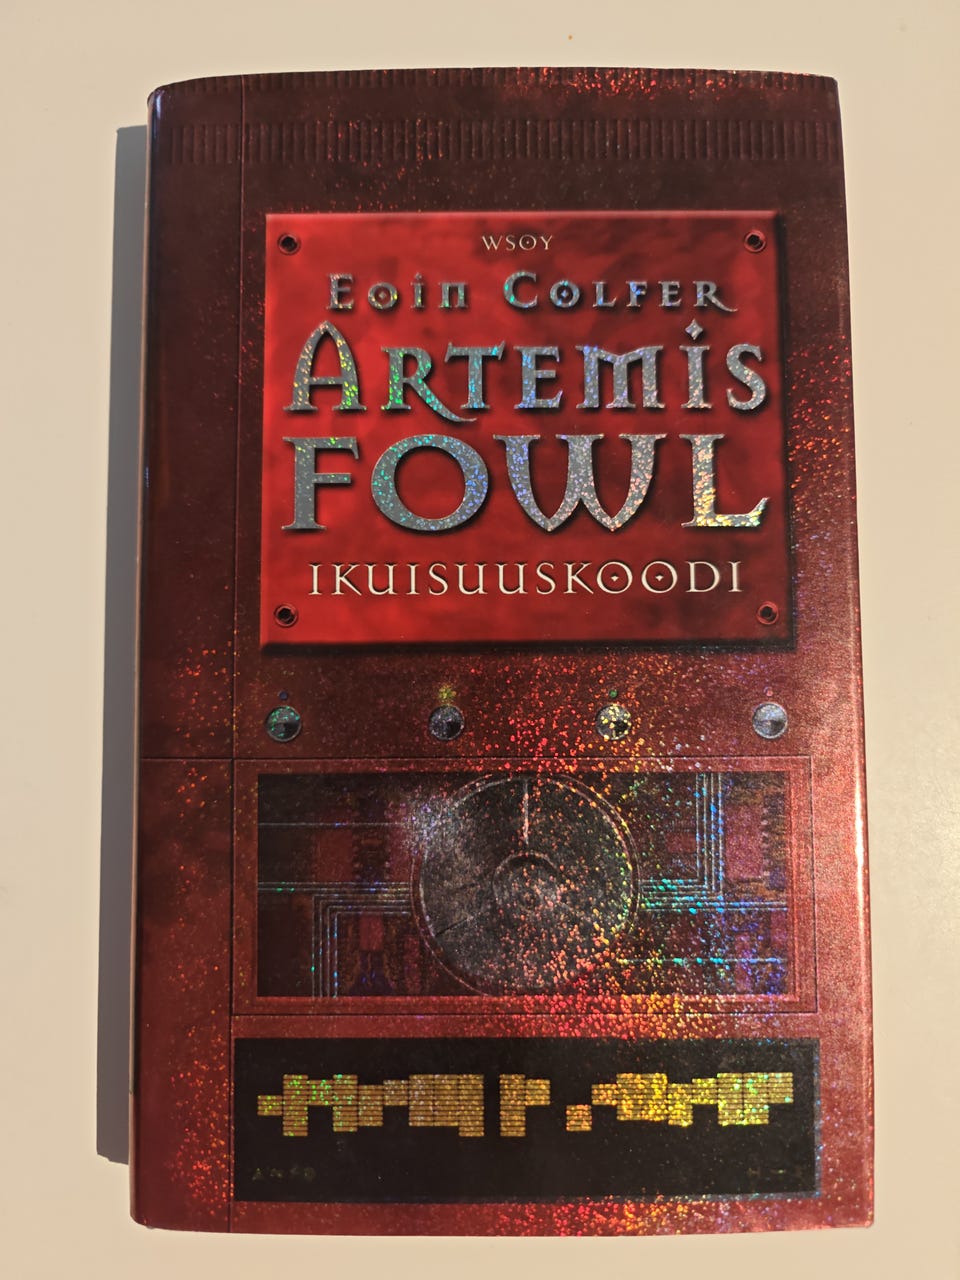 WSOY
Eoin Colfer
Artemis
Fowl
IKUISUUSKOODI